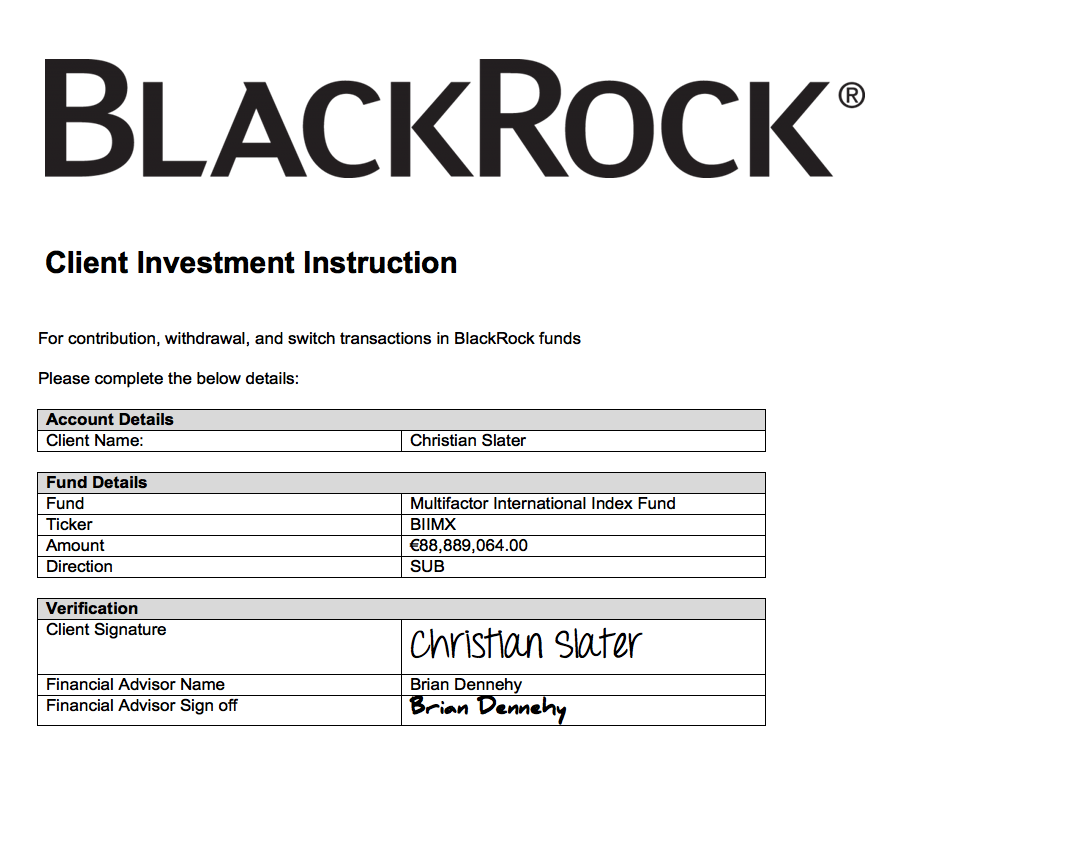 BLACKROCK®
Client Investment Instruction
For contribution, withdrawal, and switch transactions in BlackRock funds
Please complete the below details:
Account Details
Client Name: Christian Slater
Fund Details
Fund Multifactor International Index Fund
Ticker BIIMX
Amount €88,889,064.00
Direction SUB
Verification
Client Signature Christian Slater
Financial Advisor Name Brian Dennehy
Financial Advisor Sign off Brian Dennehy